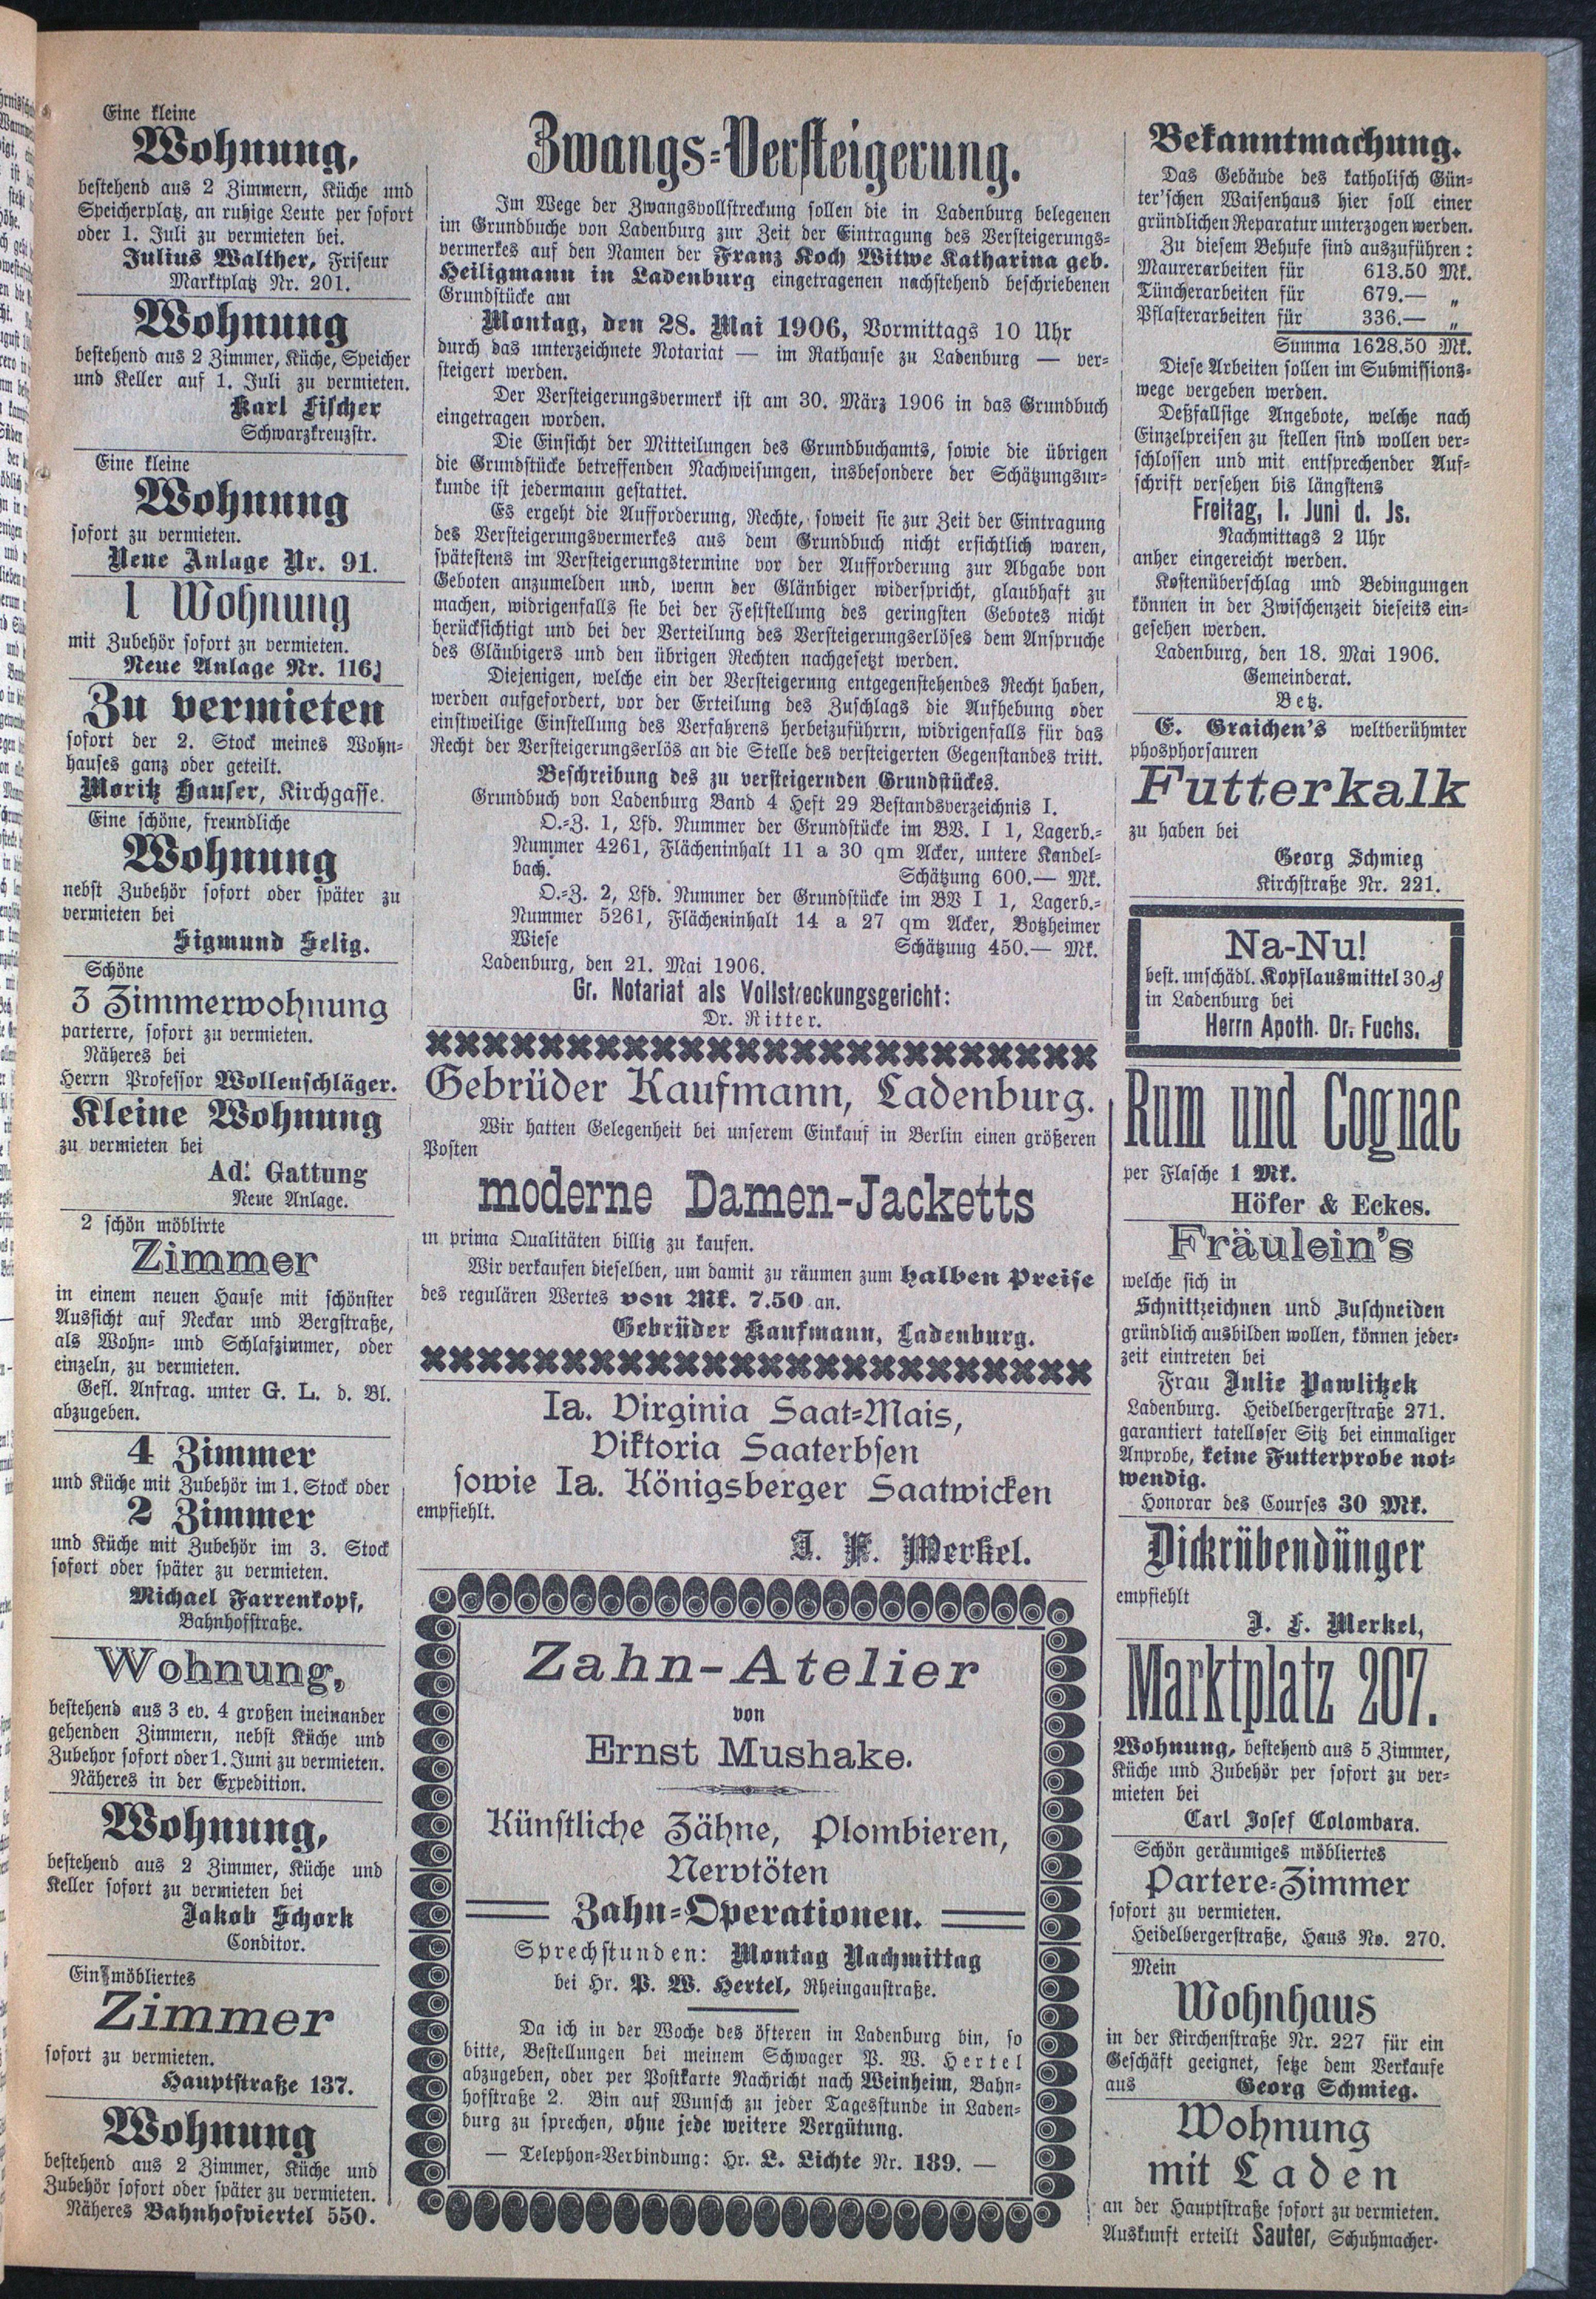 Eine kleine
Wohnung,
bestehend aus 2 Zimmern, Küche und
Speicherplatz, an ruhige Leute per sofort
oder 1. Juli zu vermieten bei.
Julius Walther, Friseur
Marktplatz Nr. 201.
Wohnung
bestehend aus 2 Zimmer, Küche, Speicher
und Keller auf 1. Juli zu vermieten.
Karl Fischer
Schwarzkreuzstr.
Eine kleine
Wohnung
sofort zu vermieten.
Neue Anlage Nr. 91.
1 Wohnung
mit Zubehör sofort zn vermieten.
Neue Anlage Nr. 116
Zu vermieten
sofort der 2. Stock meines Wohn-
hauses ganz oder geteilt.
Moritz Hauser, Kirchgasse.
Eine schöne, freundliche
Wohnung
nebst Zubehör sofort oder später zu
vermieten bei
Sigmund Selig.
Schöne
3 Zimmerwohnung
parterre, sofort zu vermieten.
Näheres bei
Herrn Professor Wollenschläger.
Kleine Wohnung
zu vermieten bei
Ad. Gattung
Neue Anlage.
2 schön möblirte
Zimmer
in einem neuen Hause mit schönster
Aussicht auf Neckar und Bergstraße,
als Wohn- und Schlafzimmer, oder
einzeln, zu vermieten.
Gefl. Anfrag. unter G. L. d. Bl.
abzugeben.
4 Zimmer
und Küche mit Zubehör im 1. Stock oder
2 Zimmer
und Küche mit Zubehör im 3. Stock
sofort oder später zu vermieten.
Michael Farrenkopf,
Bahnhofstraße.
Wohnung,
bestehend aus 3 ev. 4 großen ineinander
gehenden Zimmern, nebst Küche und
Zubehor sofort oder 1. Juni zu vermieten.
Näheres in der Expedition.
Wohnung,
bestehend aus 2 Zimmer, Küche und
Keller sofort zu vermieten bei
Jakob Schork
Conditor.
Ein möbliertes
Zimmer
sofort zu vermieten.
Hauptstraße 137.
Wohnung
bestehend aus 2 Zimmer, Küche und
Zubehör sofort oder später zu vermieten.
Näheres Bahnhofviertel 550.
Zwangs-Versteigerung.
Im Wege der Zwangsvollstreckung sollen die in Ladenburg belegenen
im Grundbuche von Ladenburg zur Zeit der Eintragung des Versteigerungs-
vermerkes auf den Namen der Franz Koch Witwe Katharina geb.
Heiligmann in Ladenburg eingetragenen nachstehend beschriebenen
Grundstücke am
Montag, den 28. Mai 1906, Vormittags 10 Uhr
durch das unterzeichnete Notariat — im Rathause zu Ladenburg — ver-
steigert werden.
Der Versteigerungsvermerk ist am 30. März 1906 in das Grundbuch
eingetragen worden.
Die Einsicht der Mitteilungen des Grundbuchamts, sowie die übrigen
die Grundstücke betreffenden Nachweisungen, insbesondere der Schätzungsur-
kunde ist jedermann gestattet.
Es ergeht die Aufforderung, Rechte, soweit sie zur Zeit der Eintragung
des Versteigerungsvermerkes aus dem Grundbuch nicht ersichtlich waren,
spätestens im Versteigerungstermine vor der Aufforderung zur Abgabe von
Geboten anzumelden und, wenn der Gläubiger widerspricht, glaubhaft zu
machen, widrigenfalls sie bei der Feststellung des geringsten Gebotes nicht
berücksichtigt und bei der Verteilung des Versteigerungserlöses dem Anspruche
des Gläubigers und den übrigen Rechten nachgesetzt werden.
Diejenigen, welche ein der Versteigerung entgegenstehendes Recht haben,
werden aufgefordert, vor der Erteilung des Zuschlags die Aufhebung oder
einstweilige Einstellung des Verfahrens herbeizuführrn, widrigenfalls für das
Recht der Versteigerungserlös an die Stelle des versteigerten Gegenstandes tritt.
Beschreibung des zu versteigernden Grundstückes.
Grundbuch von Ladenburg Band 4 Heft 29 Bestandsverzeichnis I.
O.-Z. 1, Lfd. Nummer der Grundstücke im BV. I 1, Lagerb.-
Nummer 4261, Flächeninhalt 11 a 30 qm Acker, untere Kandel-
bach. Schätzung 600.— Mk.
O.-Z. 2, Lfd. Nummer der Grundstücke im BV I 1, Lagerb.-
Nummer 5261, Flächeninhalt 14 a 27 qm Acker, Botzheimer
Wiese Schätzung 450.— Mk.
Ladenburg, den 21. Mai 1906.
Gr. Notariat als Vollstreckungsgericht:
Dr. Ritter.
Gebrüder Kaufmann, Ladenburg.
Wir hatten Gelegenheit bei unserem Einkauf in Berlin einen größeren
Posten
moderne Damen-Jacketts
in prima Qualitäten billig zu kaufen.
Wir verkaufen dieselben, um damit zu räumen zum halben Preise
des regulären Wertes von Mk. 7.50 an.
Gebrüder Kaufmann, Ladenburg.
Ia. Virginia Saat-Mais,
Viktoria Saaterbsen
sowie Ia. Königsberger Saatwicken
empfiehlt.
J. F. Merkel.
Zahn-Atelier
von
Ernst Mushake.
Künstliche Zähne, Plombieren,
Nervtöten
Zahn-Operationen.
Sprechstunden: Montag Nachmittag
bei Hr. P. W. Hertel, Rheingaustraße.
Da ich in der Woche des öfteren in Ladenburg bin, so
bitte, Bestellungen bei meinem Schwager P. W. Hertel
abzugeben, oder per Postkarte Nachricht nach Weinheim, Bahn-
hofstraße 2. Bin auf Wunsch zu jeder Tagesstunde in Laden-
burg zu sprechen, ohne jede weitere Vergütung.
— Telephon-Verbindung: Hr. L. Lichte Nr. 189. —
Bekanntmachung.
Das Gebäude des katholisch Gün-
ter'schen Waisenhaus hier soll einer
gründlichen Reparatur unterzogen werden.
Zu diesem Behufe sind auszuführen:
Maurerarbeiten für 613.50 Mk.
Tüncherarbeiten für 679.— „
Pflasterarbeiten für 336.— „
Summa 1628.50 Mk.
Diese Arbeiten sollen im Submissions-
wege vergeben werden.
Deßfallsige Angebote, welche nach
Einzelpreisen zu stellen sind wollen ver-
schlossen und mit entsprechender Auf-
schrift versehen bis längstens
Freitag, 1. Juni d. Js.
Nachmittags 2 Uhr
anher eingereicht werden.
Kostenüberschlag und Bedingungen
können in der Zwischenzeit dieseits ein-
gesehen werden.
Ladenburg, den 18. Mai 1906.
Gemeinderat.
Betz.
E. Graichen's weltberühmter
phosphorsauren
Futterkalk
zu haben bei
Georg Schmieg
Kirchstraße Nr. 221.
Na-Nu!
best. unschädl. Kopflausmittel 30 ₰
in Ladenburg bei
Herrn Apoth. Dr. Fuchs.
Rum und Cognac
per Flasche 1 Mk.
Höfer & Eckes.
Fräulein's
welche sich in
Schnittzeichnen und Zuschneiden
gründlich ausbilden wollen, können jeder-
zeit eintreten bei
Frau Julie Pawlitzek
Ladenburg. Heidelbergerstraße 271.
garantiert tatelloser Sitz bei einmaliger
Anprobe, keine Futterprobe not-
wendig.
Honorar des Courses 30 Mk.
Dickrübendünger
empfiehlt
J. F. Merkel,
Marktplatz 207.
Wohnung, bestehend aus 5 Zimmer,
Küche und Zubehör per sofort zu ver-
mieten bei
Carl Josef Colombara.
Schön geräumiges möbliertes
Partere-Zimmer
sofort zu vermieten.
Heidelbergerstraße, Haus No. 270.
Mein
Wohnhaus
in der Kirchenstraße Nr. 227 für ein
Geschäft geeignet, setze dem Verkaufe
aus Georg Schmieg.
Wohnung
mit Laden
an der Hauptstraße sofort zu vermieten.
Auskunft erteilt Sauter, Schuhmacher.